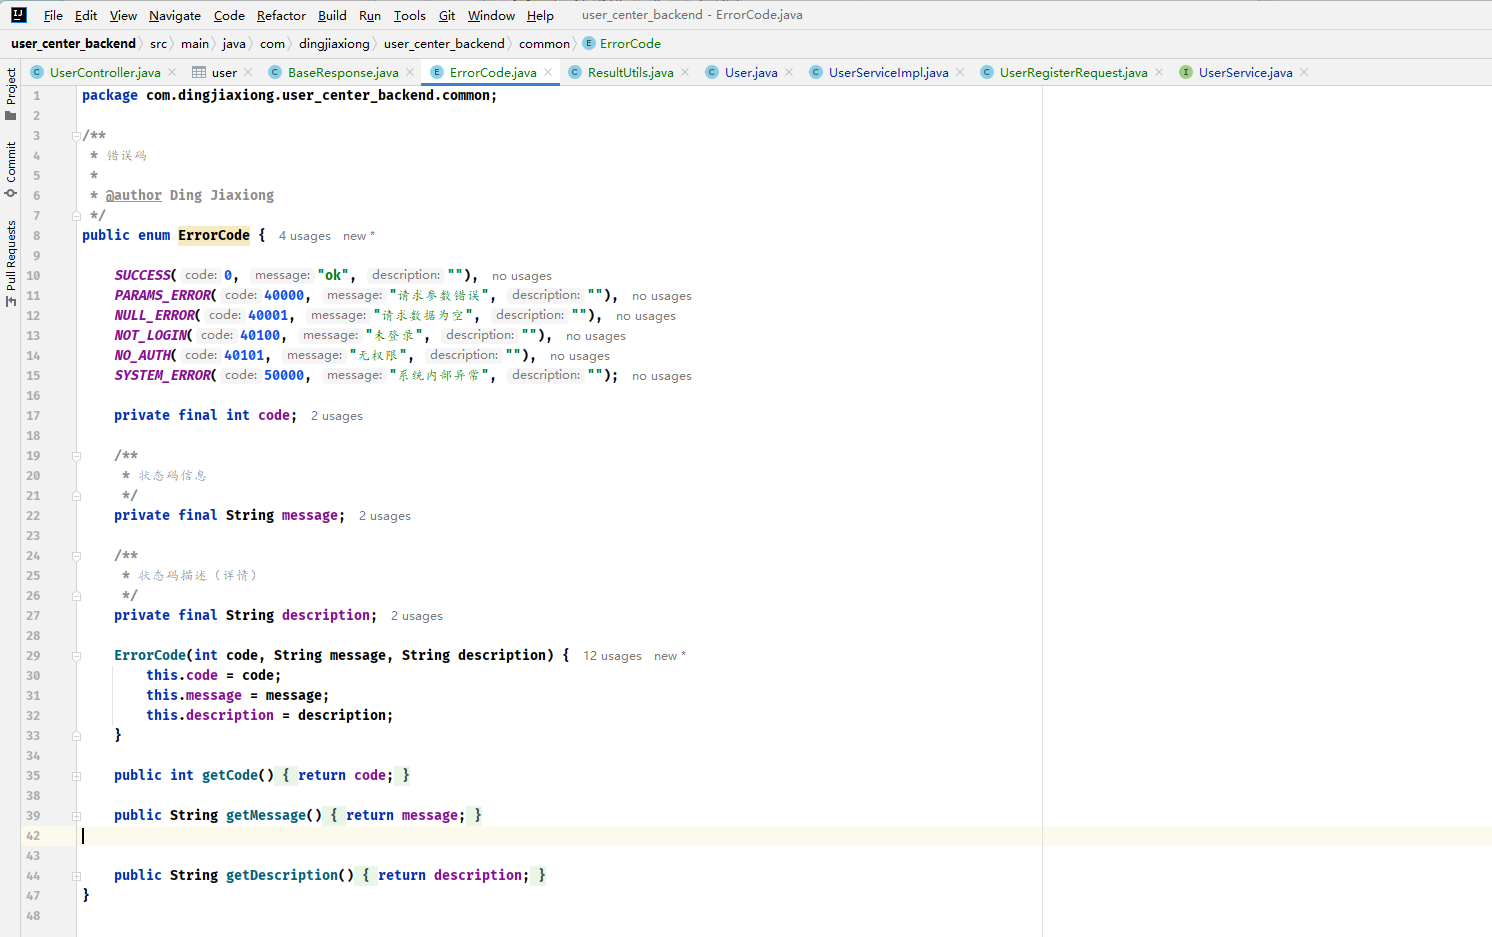 File Edit View Navigate Code Refactor Build Run Tools Git Window Help user_center_backend - ErrorCode.java
user_center_backend src main java com dingjiaxiong user_center_backend common ErrorCode
UserController.java user BaseResponse.java ErrorCode.java ResultUtils.java User.java UserServiceImpl.java UserRegisterRequest.java UserService.java
Project
Commit
Pull Requests
1 package com.dingjiaxiong.user_center_backend.common;
2
3 /**
4 * 错误码
5 *
6 * @author Ding Jiaxiong
7 */
8 public enum ErrorCode { 4 usages new *
9
10 SUCCESS( code: 0, message: "ok", description: ""), no usages
11 PARAMS_ERROR( code: 40000, message: "请求参数错误", description: ""), no usages
12 NULL_ERROR( code: 40001, message: "请求数据为空", description: ""), no usages
13 NOT_LOGIN( code: 40100, message: "未登录", description: ""), no usages
14 NO_AUTH( code: 40101, message: "无权限", description: ""), no usages
15 SYSTEM_ERROR( code: 50000, message: "系统内部异常", description: ""); no usages
16
17 private final int code; 2 usages
18
19 /**
20 * 状态码信息
21 */
22 private final String message; 2 usages
23
24 /**
25 * 状态码描述（详情）
26 */
27 private final String description; 2 usages
28
29 ErrorCode(int code, String message, String description) { 12 usages new *
30 this.code = code;
31 this.message = message;
32 this.description = description;
33 }
34
35 public int getCode() { return code; }
38
39 public String getMessage() { return message; }
42
43
44 public String getDescription() { return description; }
47 }
48